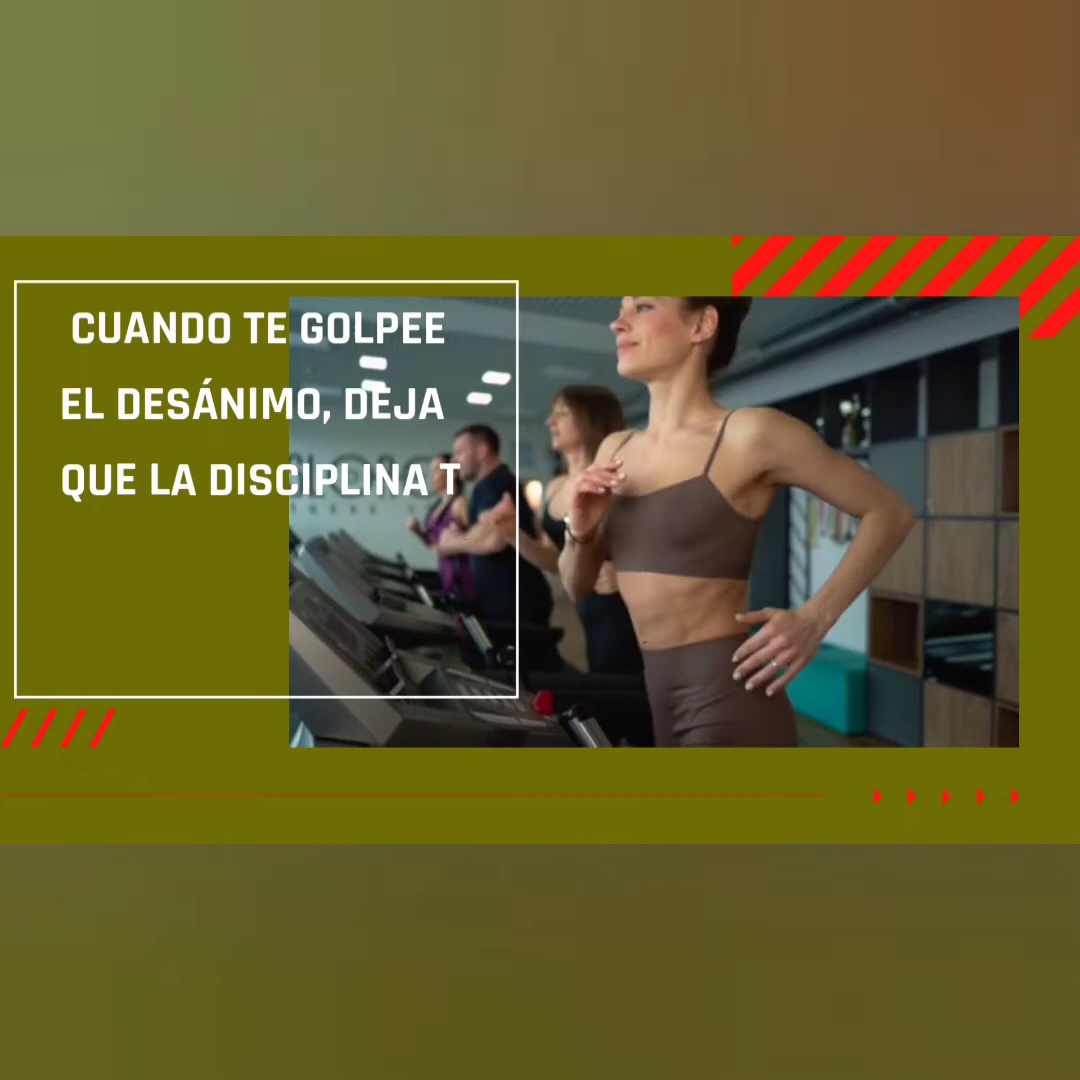 CUANDO TE GOLPEE
EL DESÁNIMO, DEJA
QUE LA DISCIPLINA T